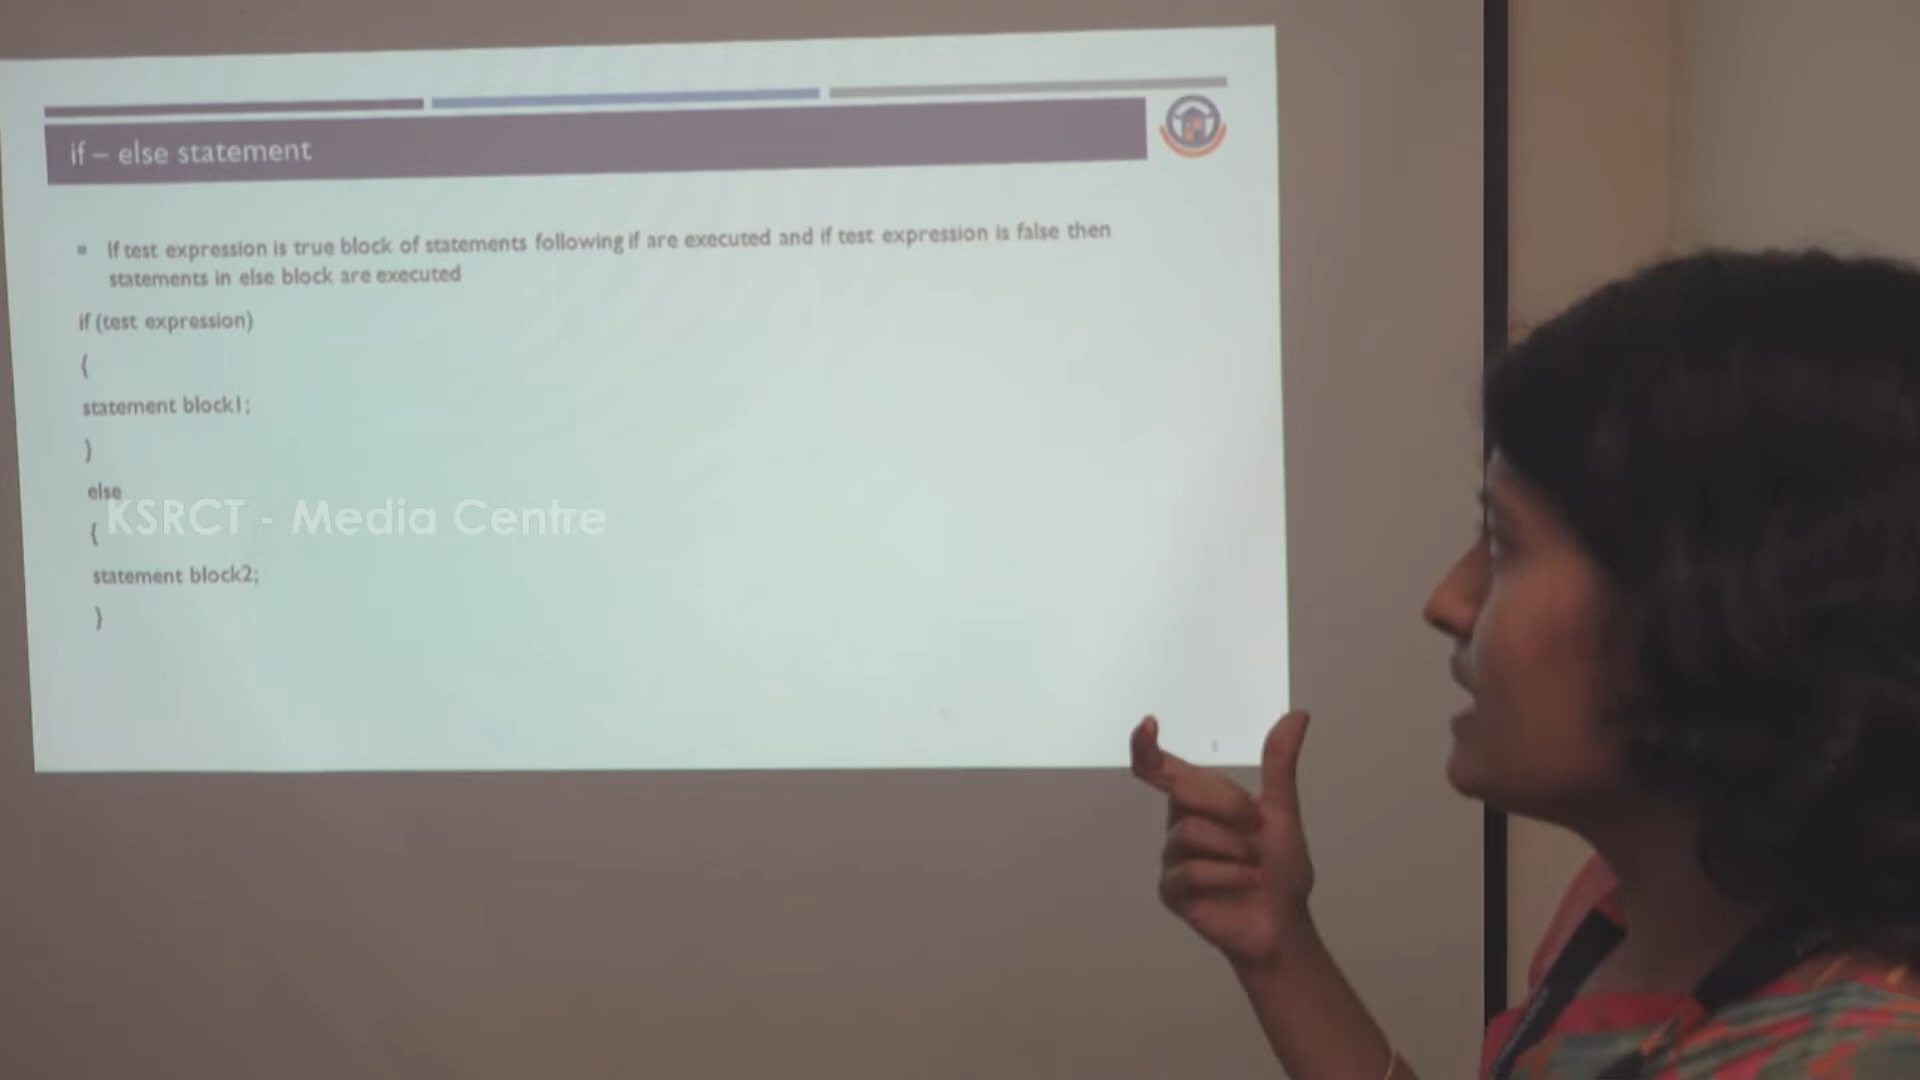 if – else statement
If test expression is true block of statements following if are executed and if test expression is false then
statements in else block are executed
if (test expression)
{
statement block1;
}
else
KSRCT - Media Centre
{
statement block2;
}